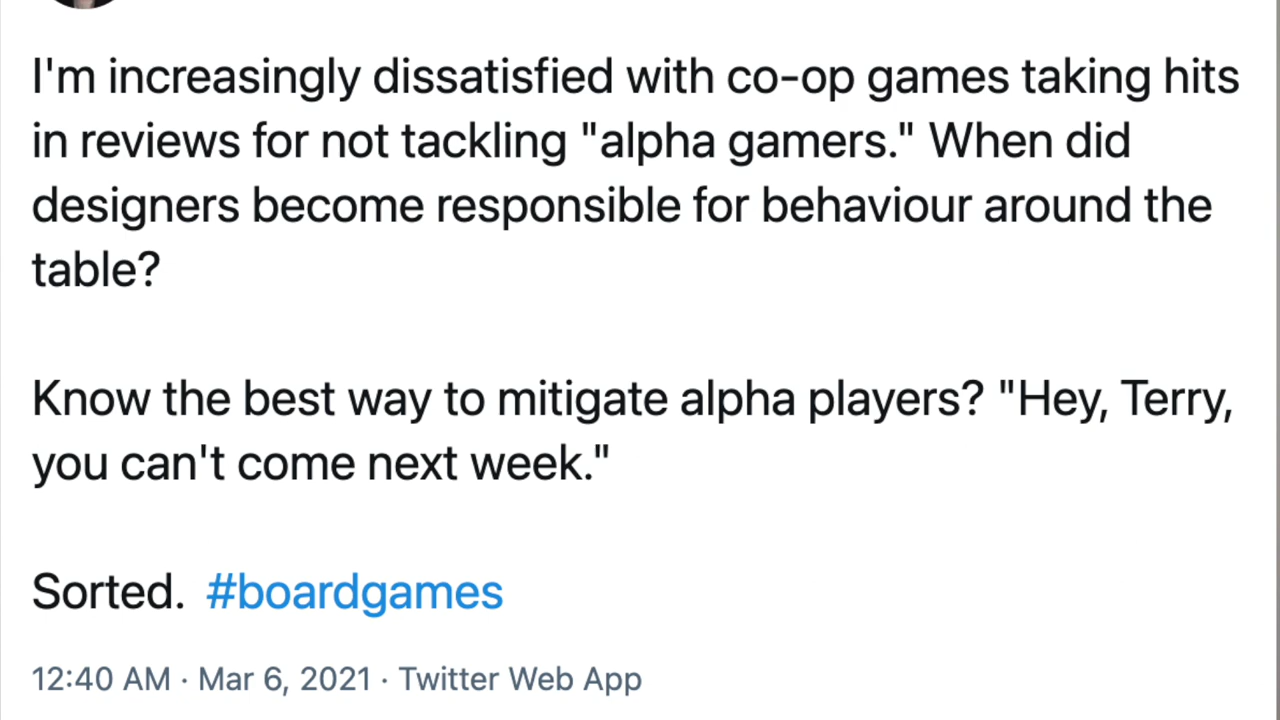 I'm increasingly dissatisfied with co-op games taking hits
in reviews for not tackling "alpha gamers." When did
designers become responsible for behaviour around the
table?
Know the best way to mitigate alpha players? "Hey, Terry,
you can't come next week."
Sorted. #boardgames
12:40 AM · Mar 6, 2021 · Twitter Web App